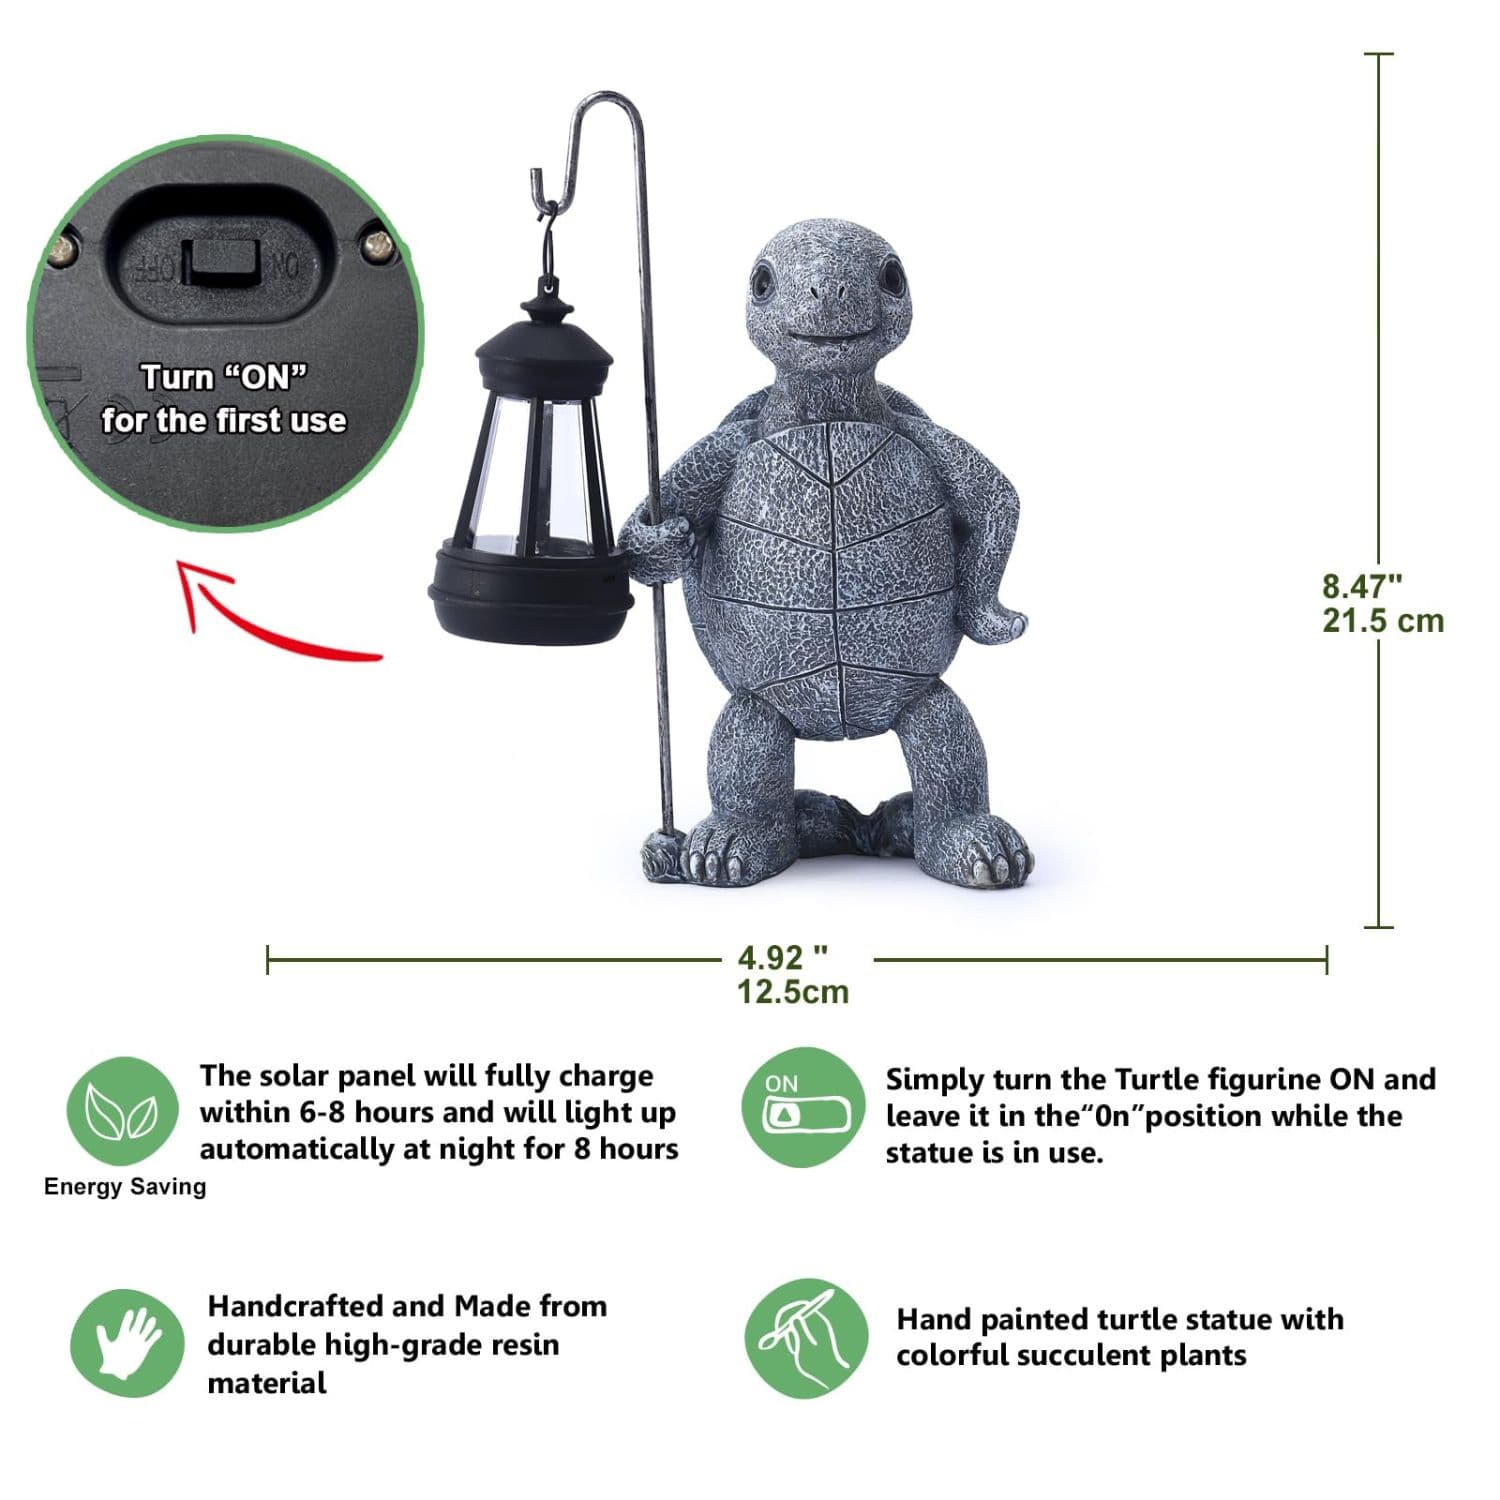 OFF ON
Turn “ON”
for the first use
8.47"
21.5 cm
4.92 "
12.5cm
The solar panel will fully charge
within 6-8 hours and will light up
automatically at night for 8 hours
Energy Saving
ON
Simply turn the Turtle figurine ON and
leave it in the“0n”position while the
statue is in use.
Handcrafted and Made from
durable high-grade resin
material
Hand painted turtle statue with
colorful succulent plants